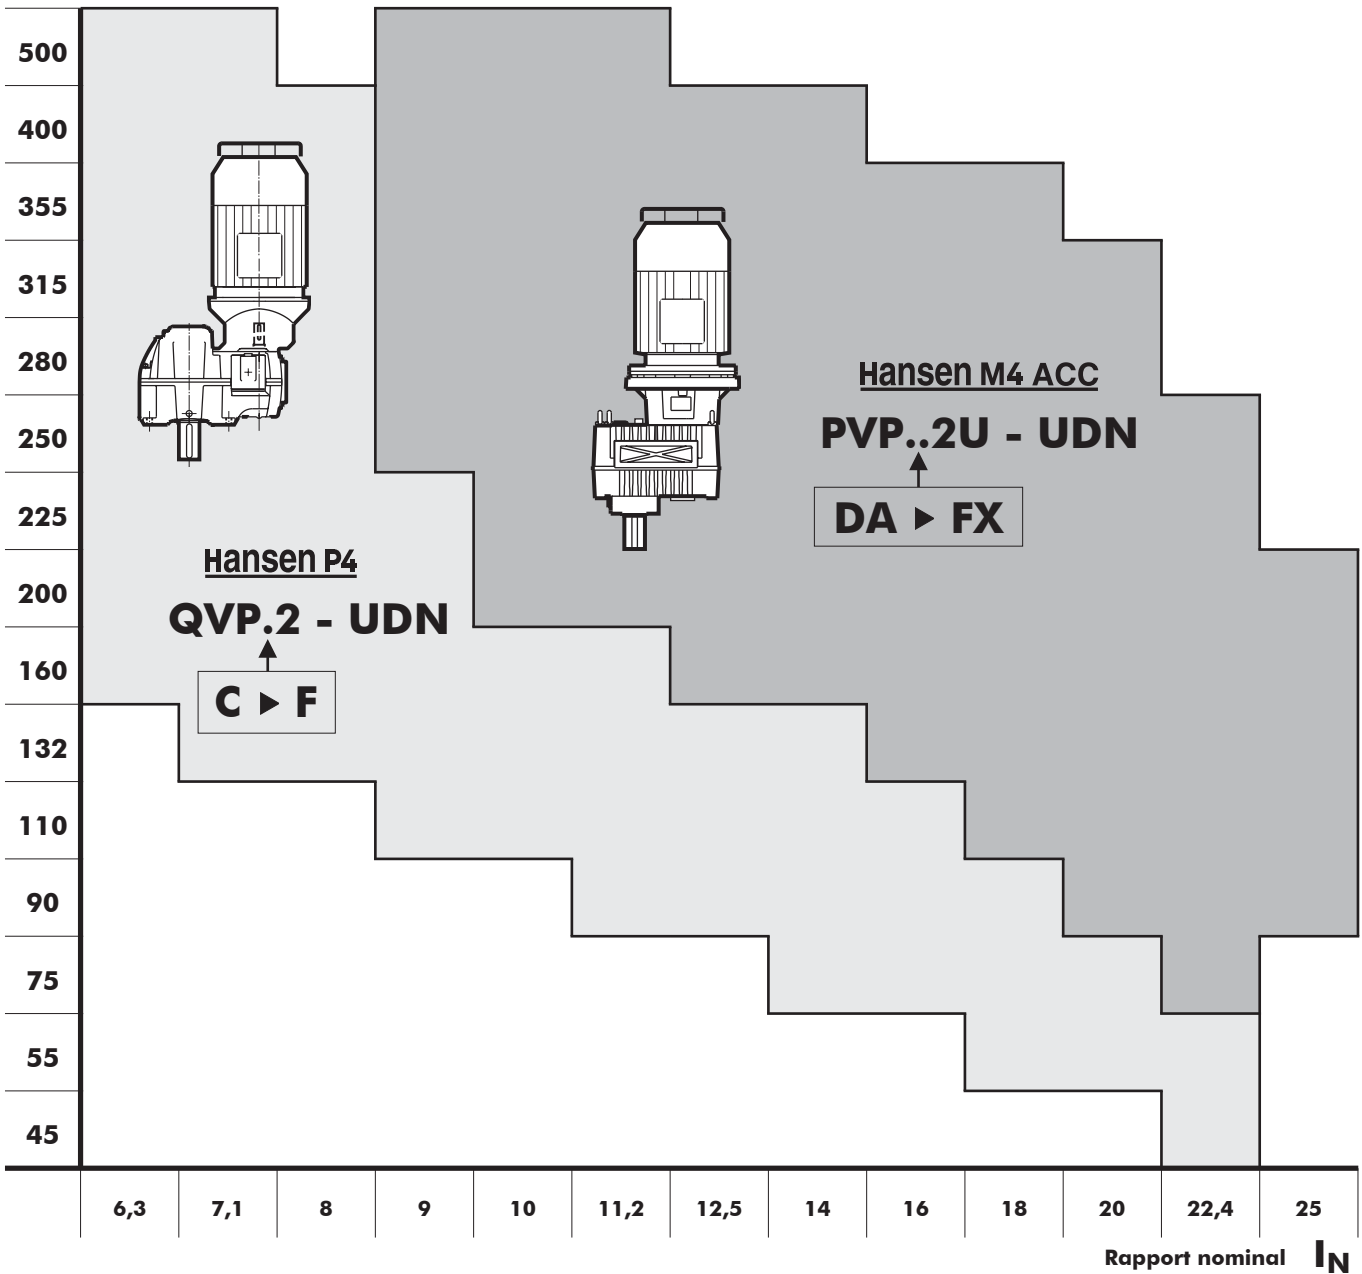 500
400
355
315
280
250
225
200
160
132
110
90
75
55
45
Hansen P4
QVP.2 - UDN
C ▶ F
Hansen M4 ACC
PVP..2U - UDN
DA ▶ FX
6,3 7,1 8 9 10 11,2 12,5 14 16 18 20 22,4 25
Rapport nominal IN